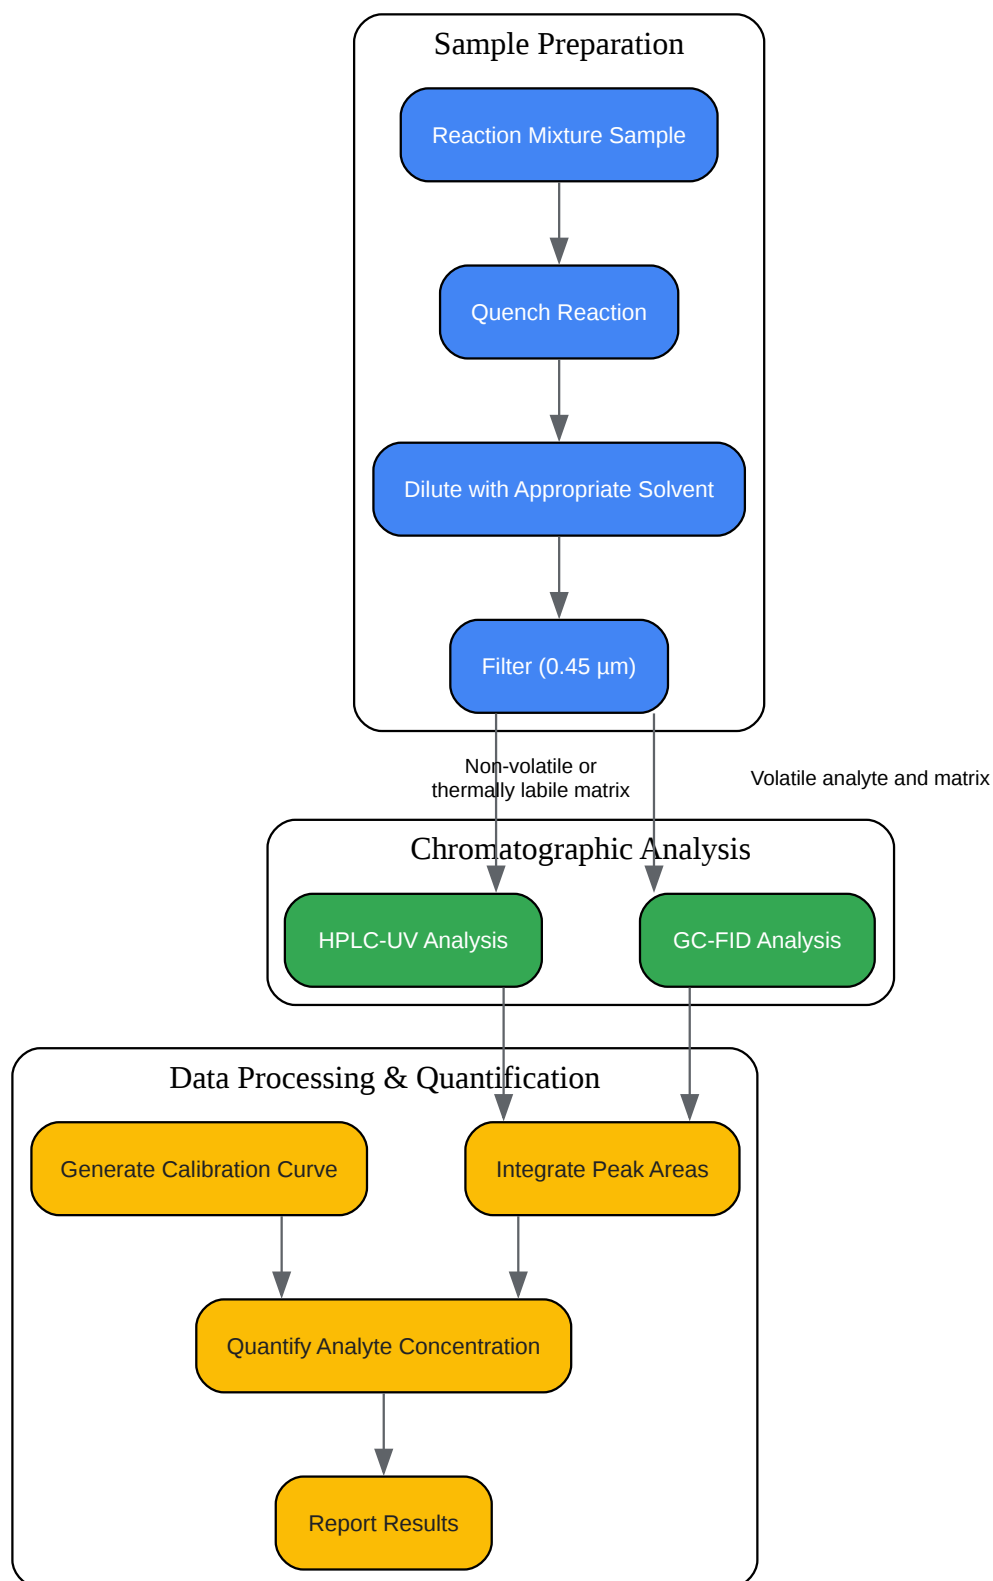 Sample Preparation
Reaction Mixture Sample
Quench Reaction
Dilute with Appropriate Solvent
Filter (0.45 µm)
Non-volatile or
thermally labile matrix
Volatile analyte and matrix
Chromatographic Analysis
HPLC-UV Analysis
GC-FID Analysis
Data Processing & Quantification
Generate Calibration Curve
Integrate Peak Areas
Quantify Analyte Concentration
Report Results